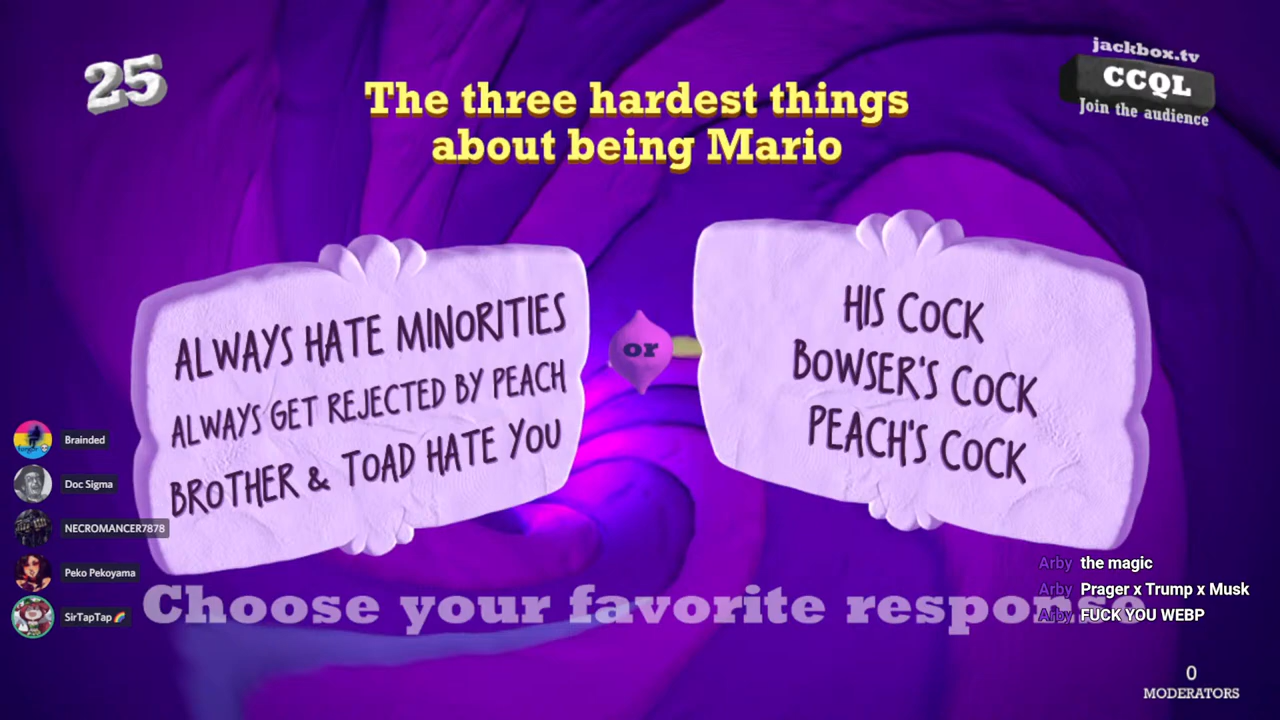 25
jackbox.tv
CCQL
Join the audience
The three hardest things
about being Mario
ALWAYS HATE MINORITIES
ALWAYS GET REJECTED BY PEACH
BROTHER & TOAD HATE YOU
or
HIS COCK
BOWSER'S COCK
PEACH'S COCK
Brainded
Doc Sigma
NECROMANCER7878
Peko Pekoyama
SirTapTap🌈
Choose your favorite response
Arby the magic
Arby Prager x Trump x Musk
Arby FUCK YOU WEBP
0
MODERATORS